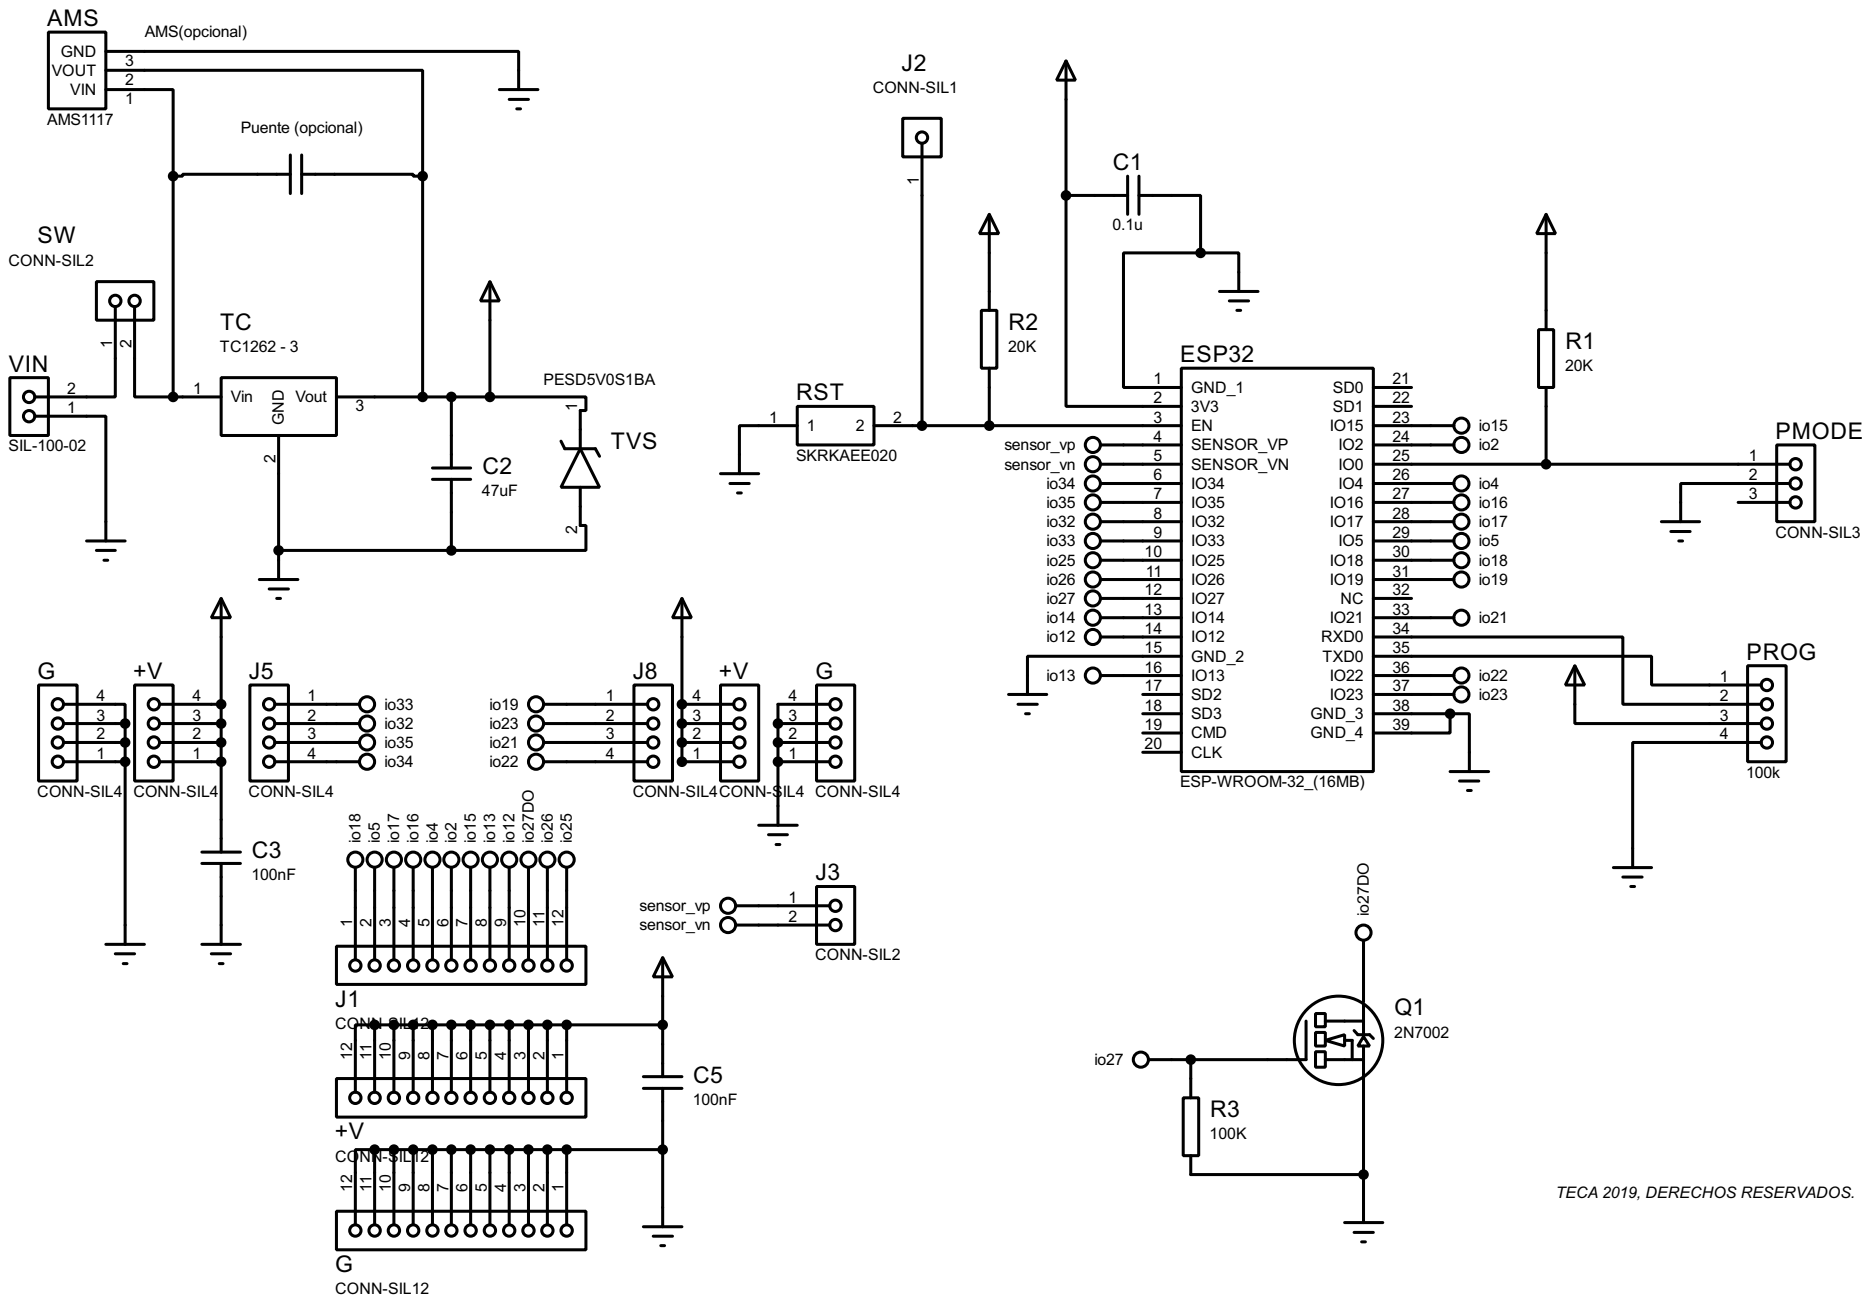 AMS
AMS(opcional)
GND
VOUT
VIN
3
2
1
AMS1117
Puente (opcional)
SW
CONN-SIL2
1
2
VIN
2
1
SIL-100-02
TC
TC1262 - 3
1
Vin
GND
Vout
3
2
C2
47uF
PESD5V0S1BA
1
TVS
2
J2
CONN-SIL1
1
C1
0.1u
R2
20K
RST
1
1
2
2
SKRKAEE020
R1
20K
ESP32
1 GND_1
2 3V3
3 EN
sensor_vp 4 SENSOR_VP
sensor_vn 5 SENSOR_VN
io34 6 IO34
io35 7 IO35
io32 8 IO32
io33 9 IO33
io25 10 IO25
io26 11 IO26
io27 12 IO27
io14 13 IO14
io12 14 IO12
15 GND_2
io13 16 IO13
17 SD2
18 SD3
19 CMD
20 CLK
SD0 21
SD1 22
IO15 23 io15
IO2 24 io2
IO0 25
IO4 26 io4
IO16 27 io16
IO17 28 io17
IO5 29 io5
IO18 30 io18
IO19 31 io19
NC 32
IO21 33 io21
RXD0 34
TXD0 35
IO22 36 io22
IO23 37 io23
GND_3 38
GND_4 39
ESP-WROOM-32_(16MB)
PMODE
1
2
3
CONN-SIL3
PROG
1
2
3
4
100k
G
4
3
2
1
CONN-SIL4
+V
4
3
2
1
CONN-SIL4
J5
1 io33
2 io32
3 io35
4 io34
CONN-SIL4
J8
io19 1
io23 2
io21 3
io22 4
CONN-SIL4
+V
4
3
2
1
CONN-SIL4
G
4
3
2
1
CONN-SIL4
C3
100nF
io18 io5 io17 io16 io4 io2 io15 io13 io12 io27DO io26 io25
1 2 3 4 5 6 7 8 9 10 11 12
J1
CONN-SIL12
12 11 10 9 8 7 6 5 4 3 2 1
+V
CONN-SIL12
12 11 10 9 8 7 6 5 4 3 2 1
G
CONN-SIL12
C5
100nF
J3
sensor_vp 1
sensor_vn 2
CONN-SIL2
io27DO
Q1
2N7002
io27
R3
100K
TECA 2019, DERECHOS RESERVADOS.